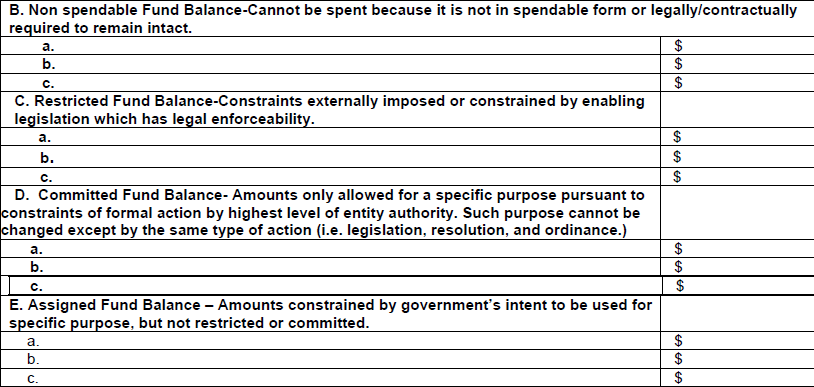 B. Non spendable Fund Balance-Cannot be spent because it is not in spendable form or legally/contractually
required to remain intact.
a. $
b. $
c. $
C. Restricted Fund Balance-Constraints externally imposed or constrained by enabling
legislation which has legal enforceability.
a. $
b. $
c. $
D. Committed Fund Balance- Amounts only allowed for a specific purpose pursuant to
constraints of formal action by highest level of entity authority. Such purpose cannot be
changed except by the same type of action (i.e. legislation, resolution, and ordinance.)
a. $
b. $
c. $
E. Assigned Fund Balance – Amounts constrained by government's intent to be used for
specific purpose, but not restricted or committed.
a. $
b. $
c. $